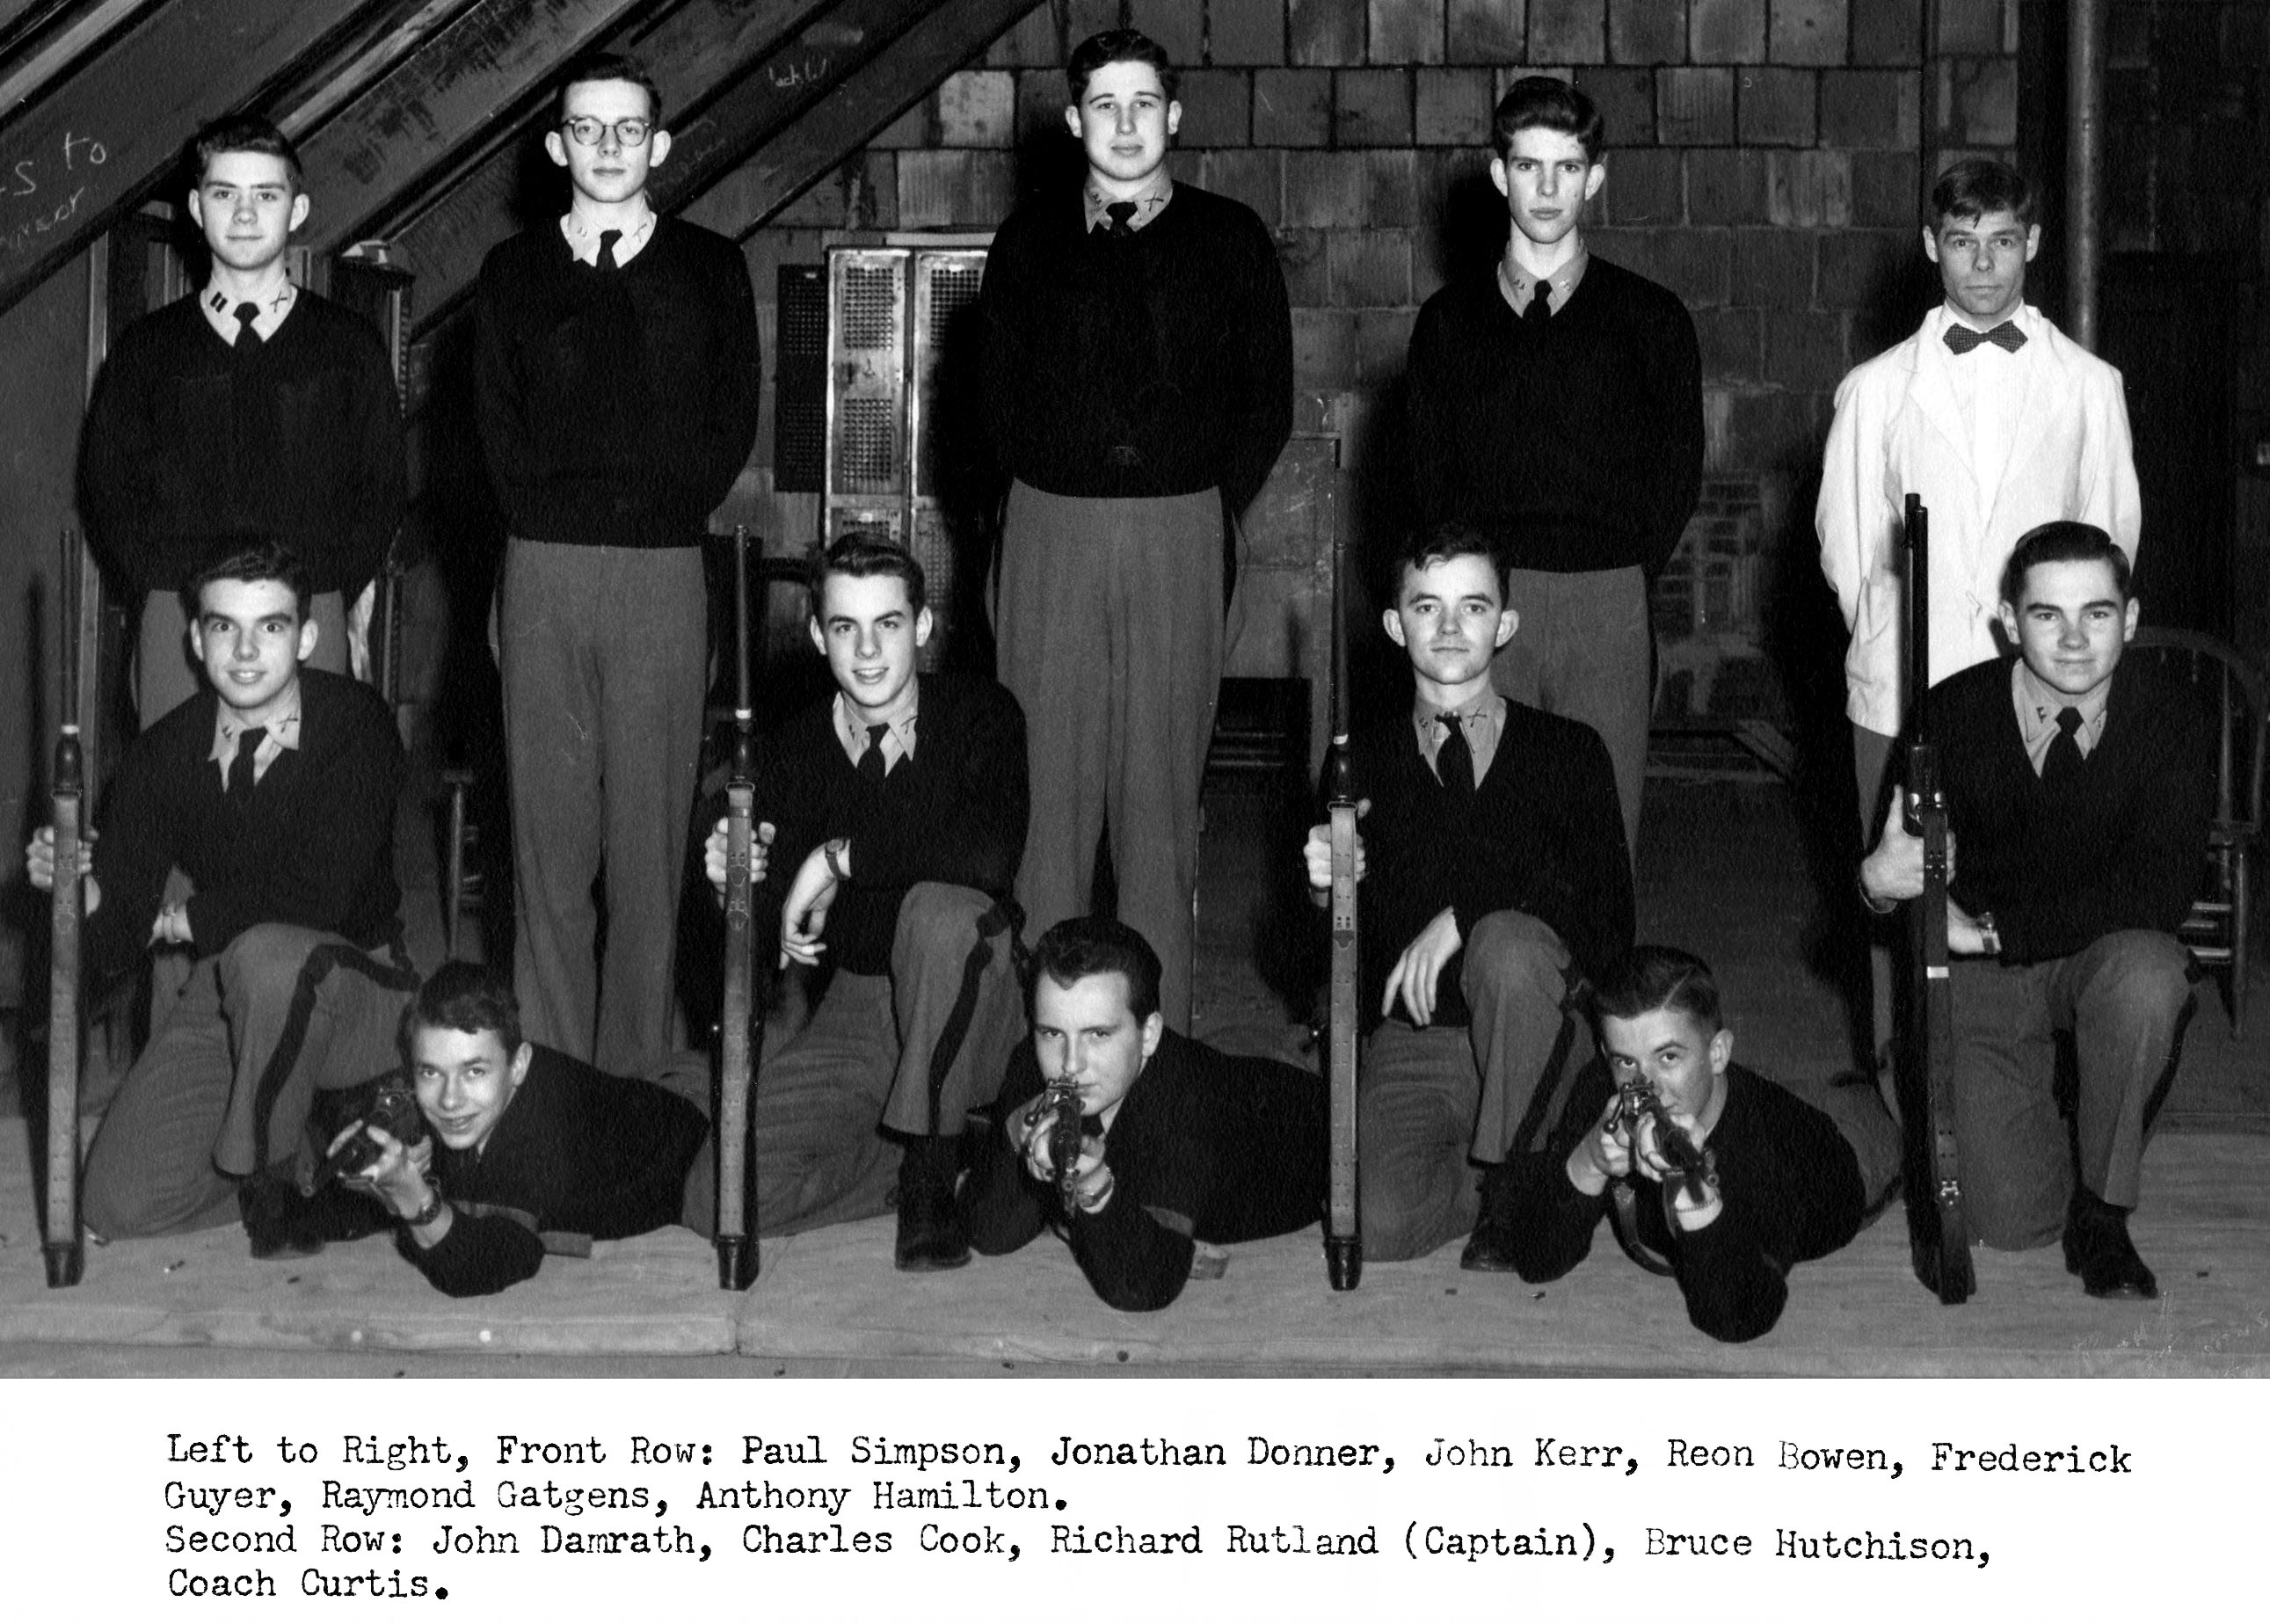 S to
Left to Right, Front Row: Paul Simpson, Jonathan Donner, John Kerr, Reon Bowen, Frederick
Guyer, Raymond Gatgens, Anthony Hamilton.
Second Row: John Damrath, Charles Cook, Richard Rutland (Captain), Bruce Hutchison,
Coach Curtis.